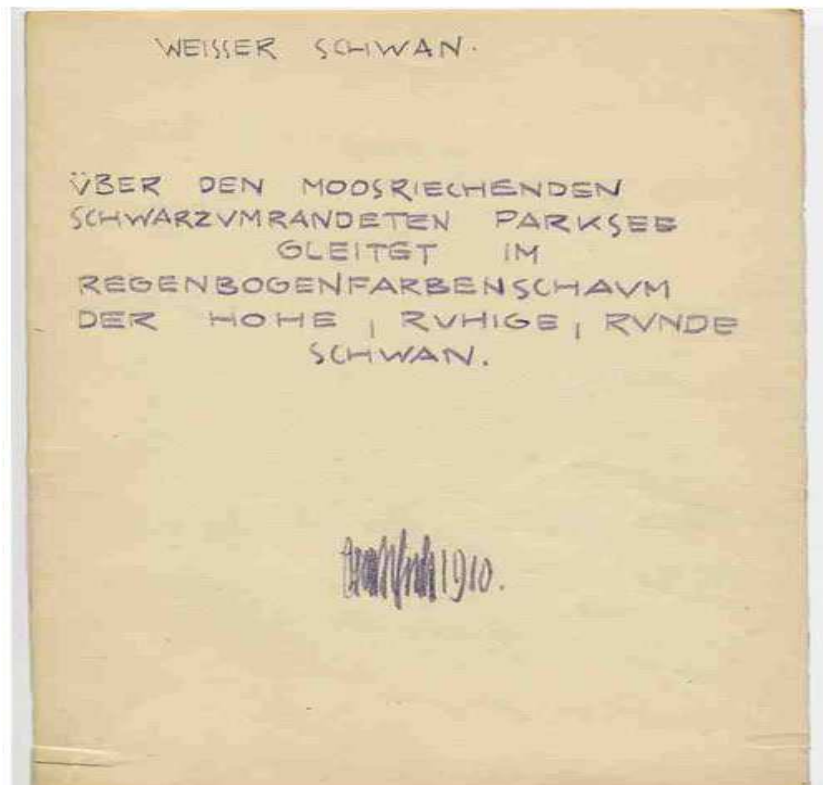 WEISSER SCHWAN.
ÜBER DEN MOOSRIECHENDEN
SCHWARZVMRANDETEN PARKSEE
GLEITET IM
REGENBOGENFARBENSCHAVM
DER HOHE, RVHIGE, RVNDE
SCHWAN.
1910.